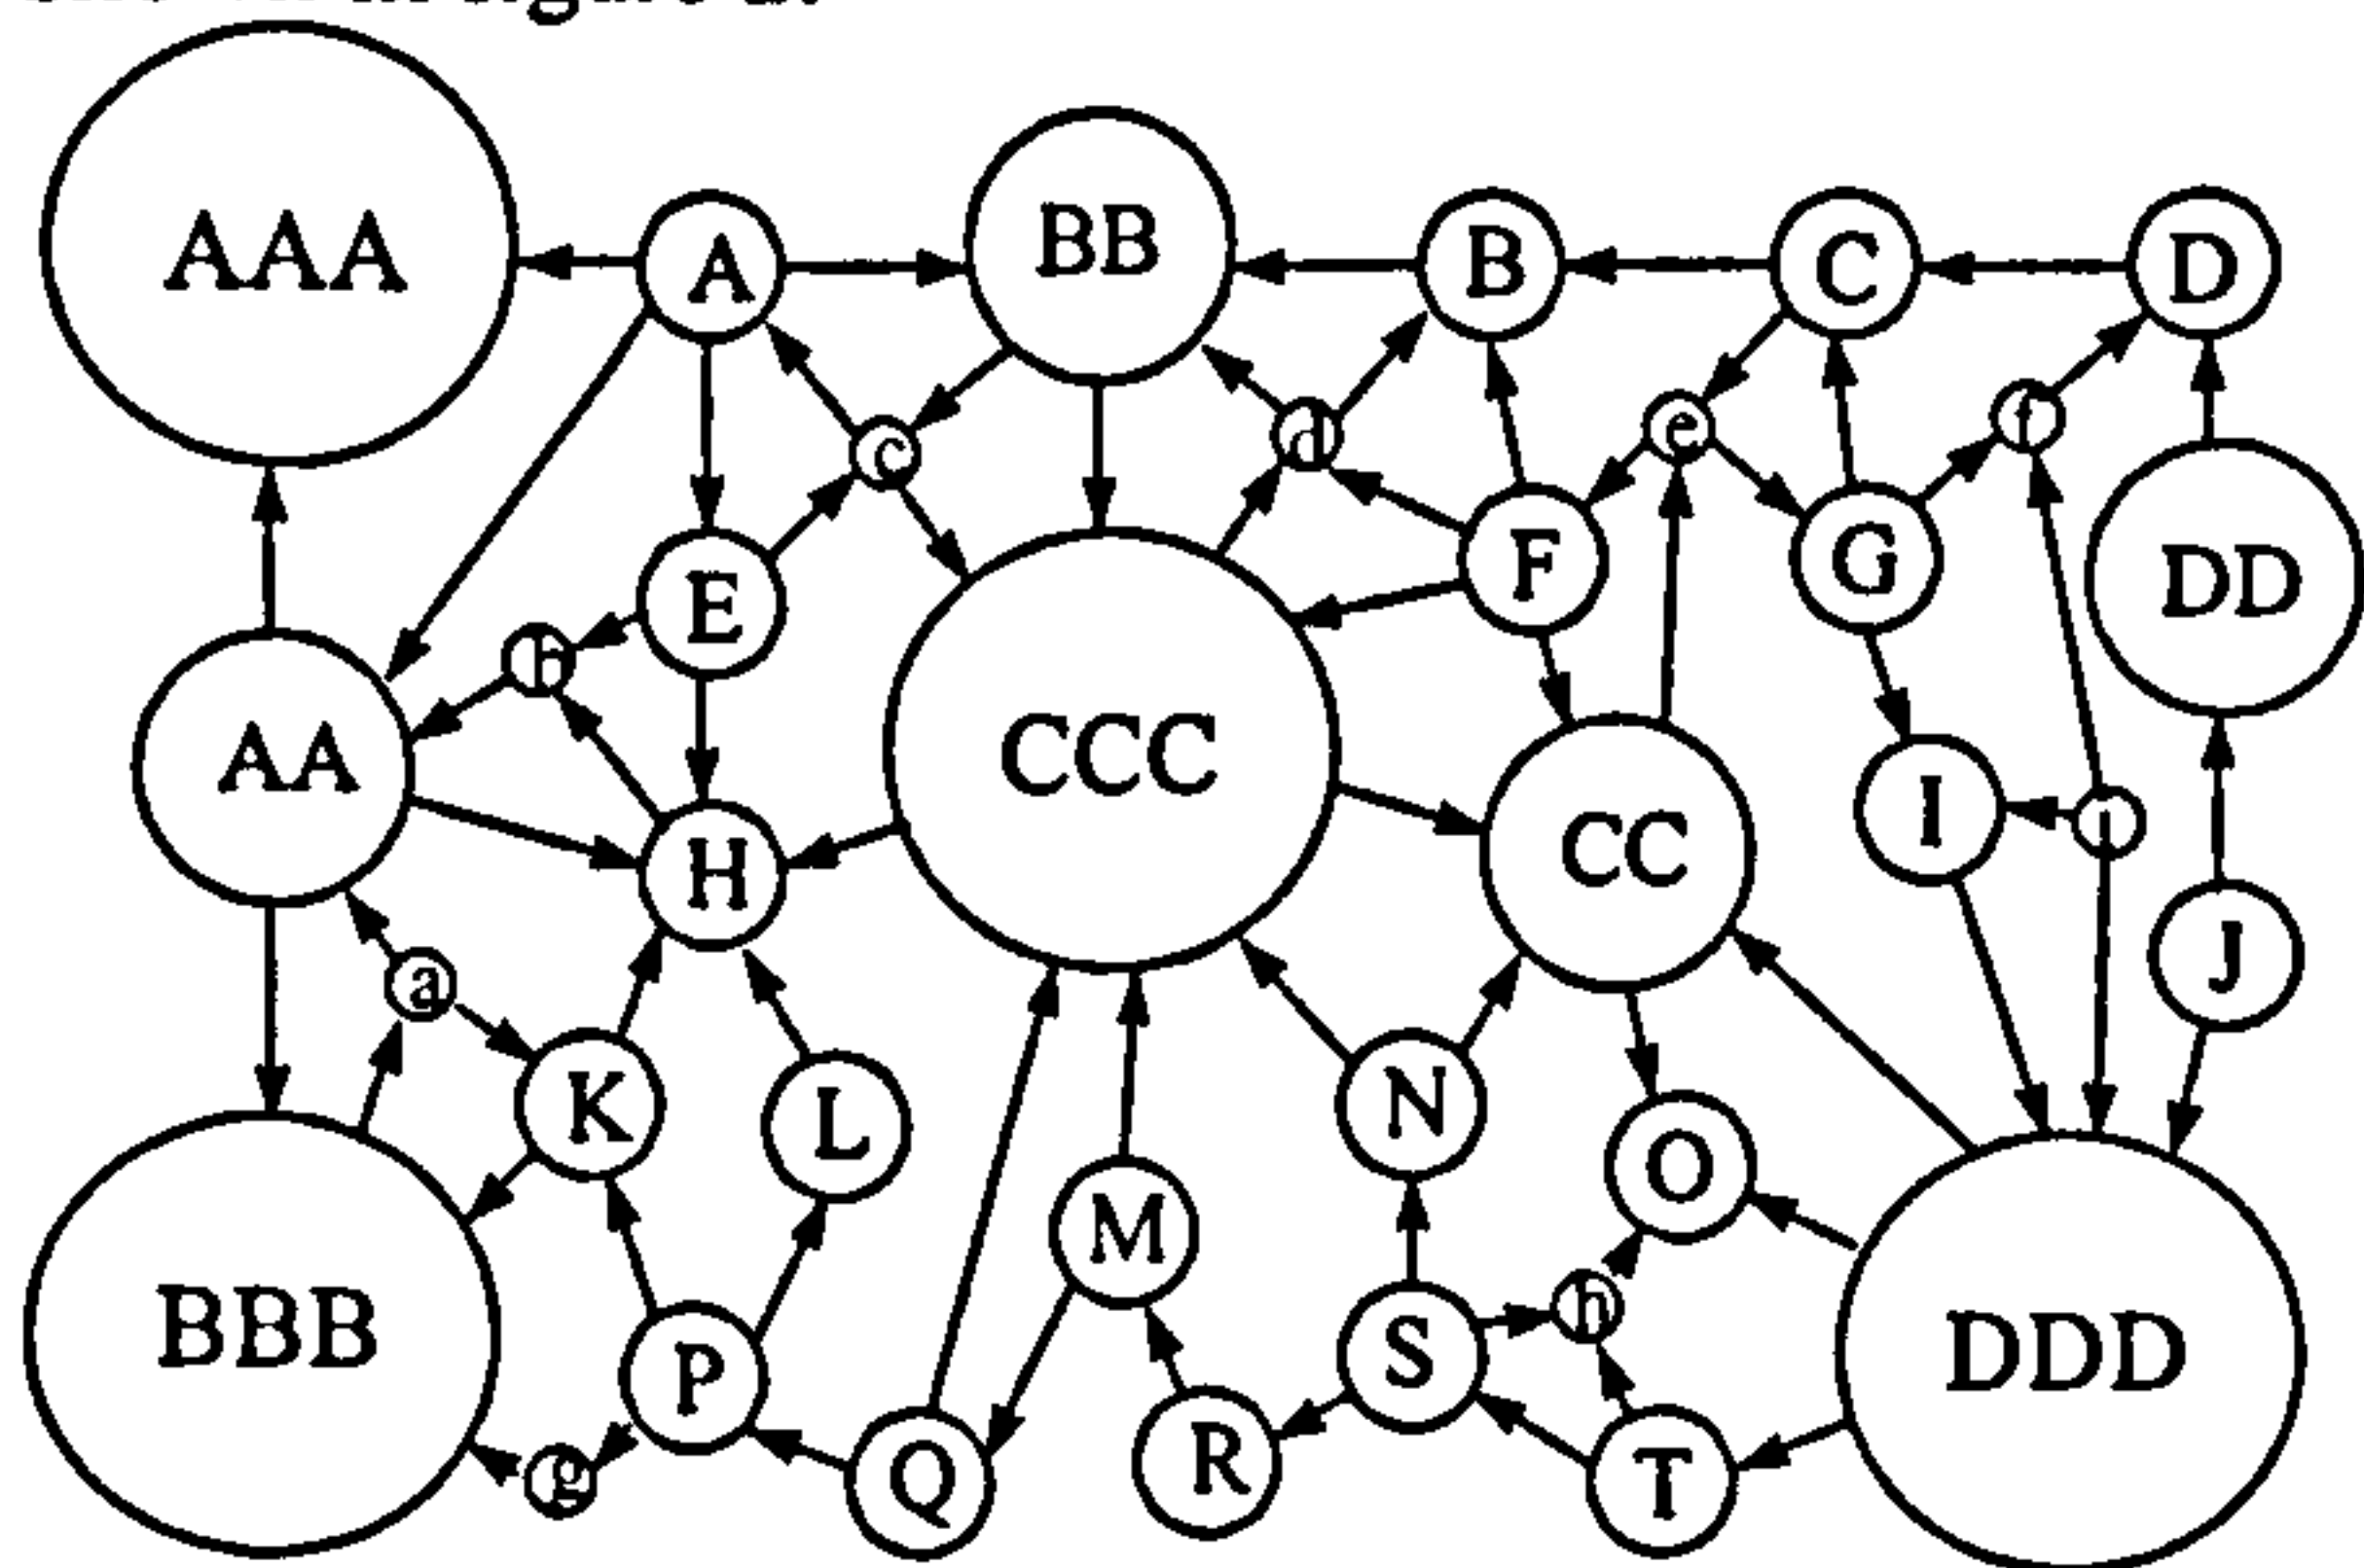 AAA A BB B C D
c d e f
E F G DD
b
AA CCC CC I i
H J
a
K L N O
M
BBB P S h DDD
g Q R T